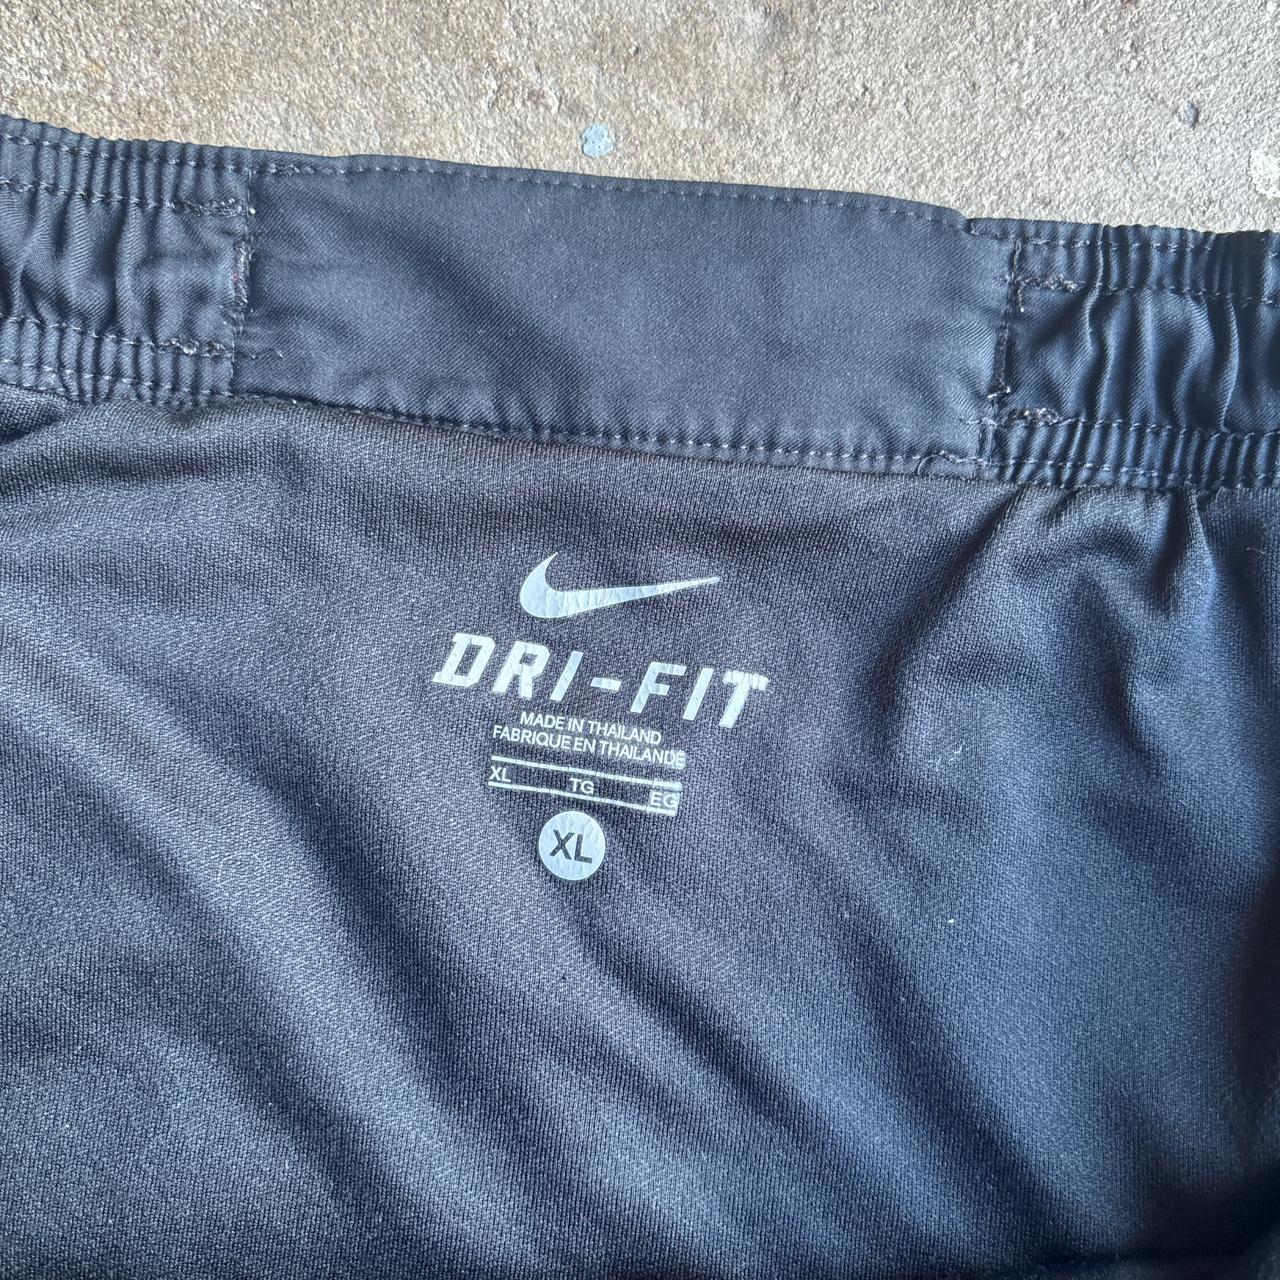 DRI-FIT
MADE IN THAILAND
FABRIQUE EN THAILANDE
XL TG EG
XL